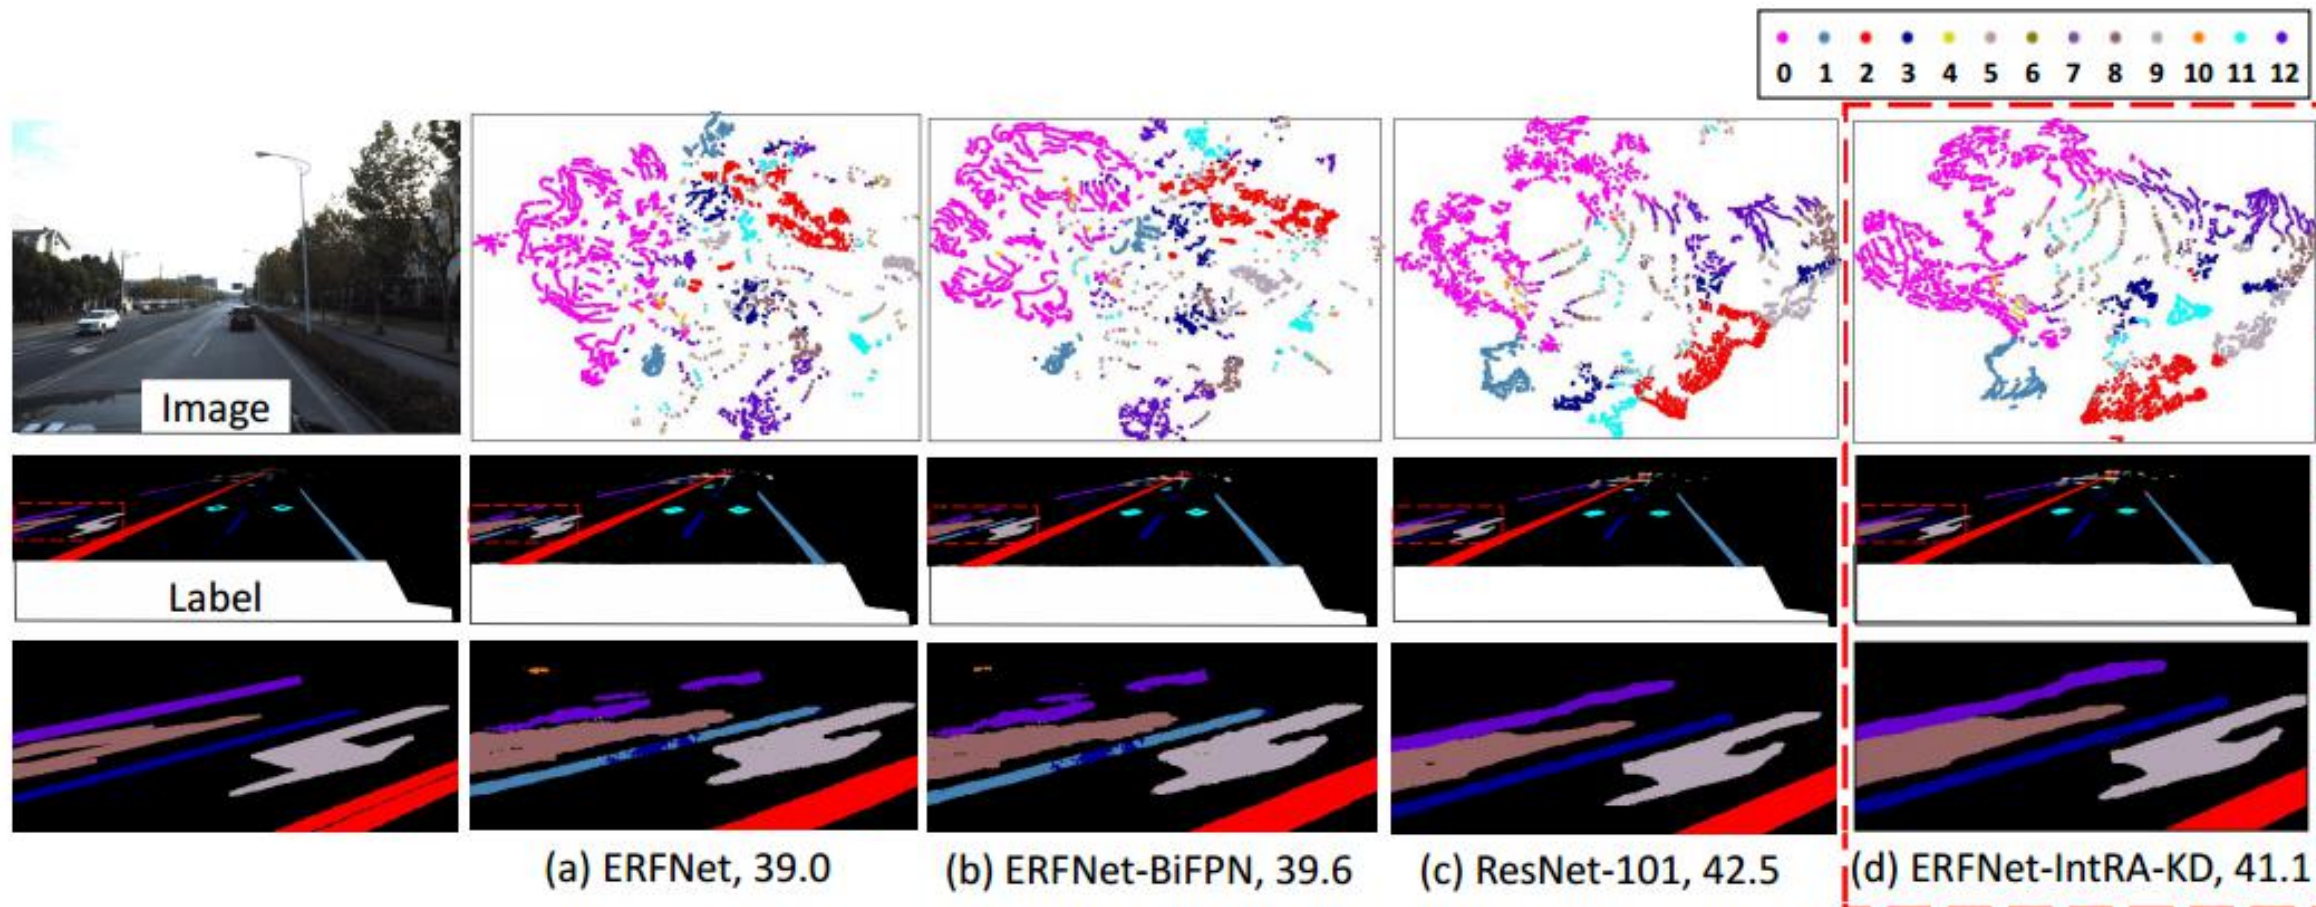 0 1 2 3 4 5 6 7 8 9 10 11 12
Image
Label
(a) ERFNet, 39.0
(b) ERFNet-BiFPN, 39.6
(c) ResNet-101, 42.5
(d) ERFNet-IntRA-KD, 41.1